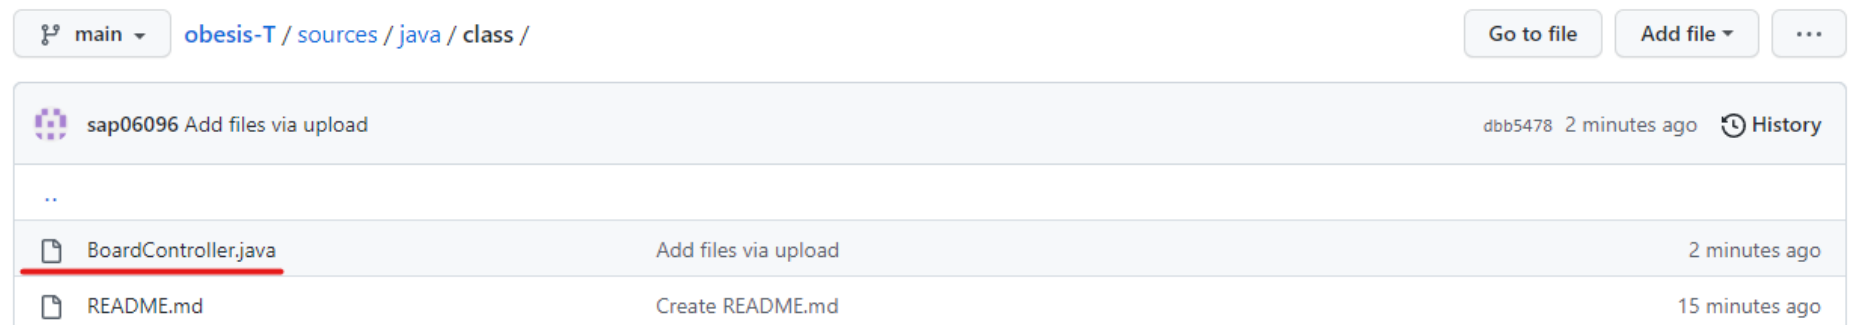 main obesis-T / sources / java / class / Go to file Add file ...
sap06096 Add files via upload dbb5478 2 minutes ago History
..
BoardController.java Add files via upload 2 minutes ago
README.md Create README.md 15 minutes ago